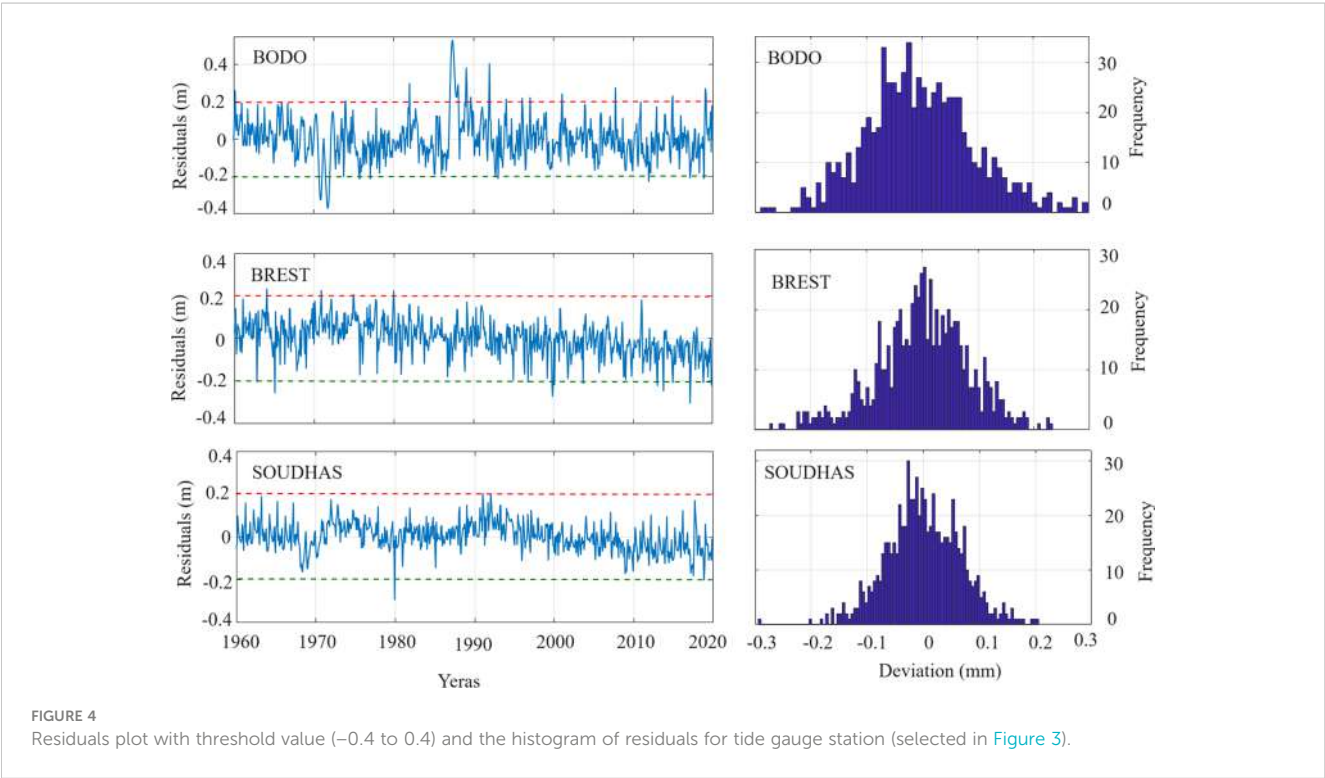 BODO
0.4
0.2
0
-0.2
-0.4
Residuals (m)
BODO
30
20
10
0
Frequency
BREST
0.4
0.2
0
-0.2
-0.4
Residuals (m)
BREST
30
20
10
0
Frequency
SOUDHAS
0.4
0.2
0
-0.2
-0.4
Residuals (m)
1960 1970 1980 1990 2000 2010 2020
Yeras
SOUDHAS
30
20
10
0
Frequency
-0.3 -0.2 -0.1 0 0.1 0.2 0.3
Deviation (mm)
FIGURE 4
Residuals plot with threshold value (−0.4 to 0.4) and the histogram of residuals for tide gauge station (selected in Figure 3).